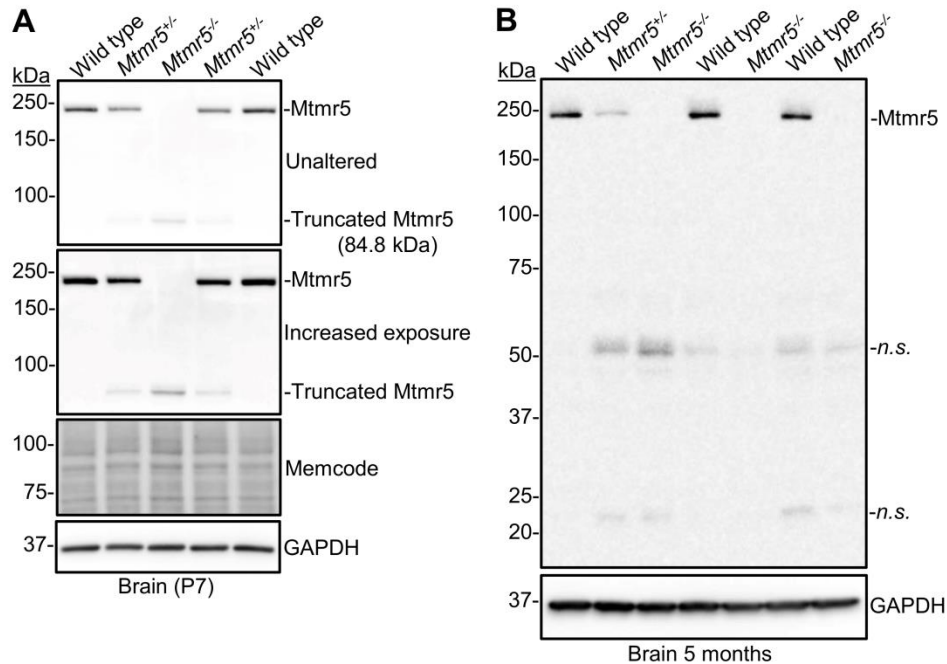 A
Wild type Mtmr5+/- Mtmr5-/- Mtmr5+/- Wild type
kDa
250- -Mtmr5
150-
Unaltered
100-
-Truncated Mtmr5
(84.8 kDa)
250- -Mtmr5
150-
Increased exposure
100-
-Truncated Mtmr5
100-
Memcode
75-
37- GAPDH
Brain (P7)
B
Wild type Mtmr5+/- Mtmr5-/- Wild type Mtmr5-/- Wild type Mtmr5-/-
kDa
250- -Mtmr5
150-
100-
75-
50- -n.s.
37-
25-
-n.s.
20-
37- GAPDH
Brain 5 months